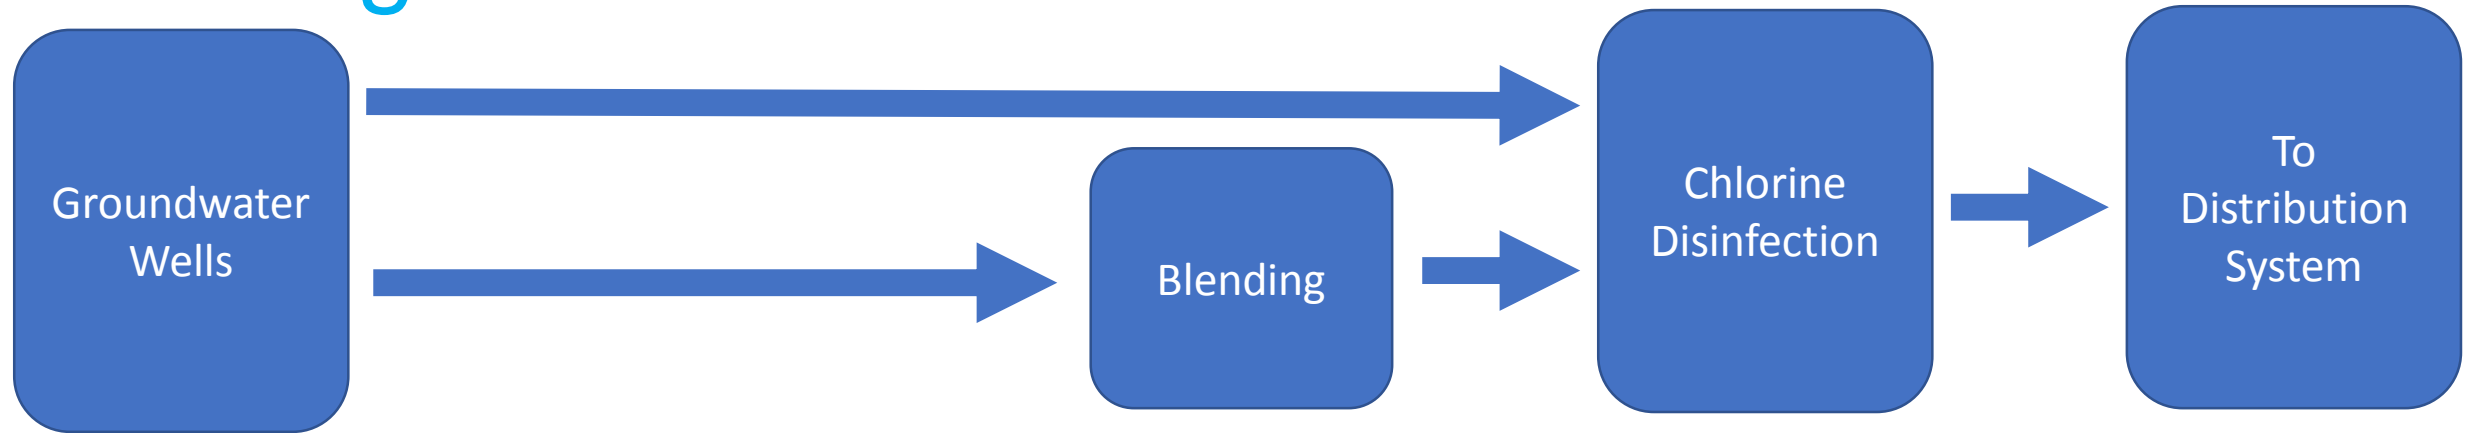 Groundwater
Wells
Blending
Chlorine
Disinfection
To
Distribution
System